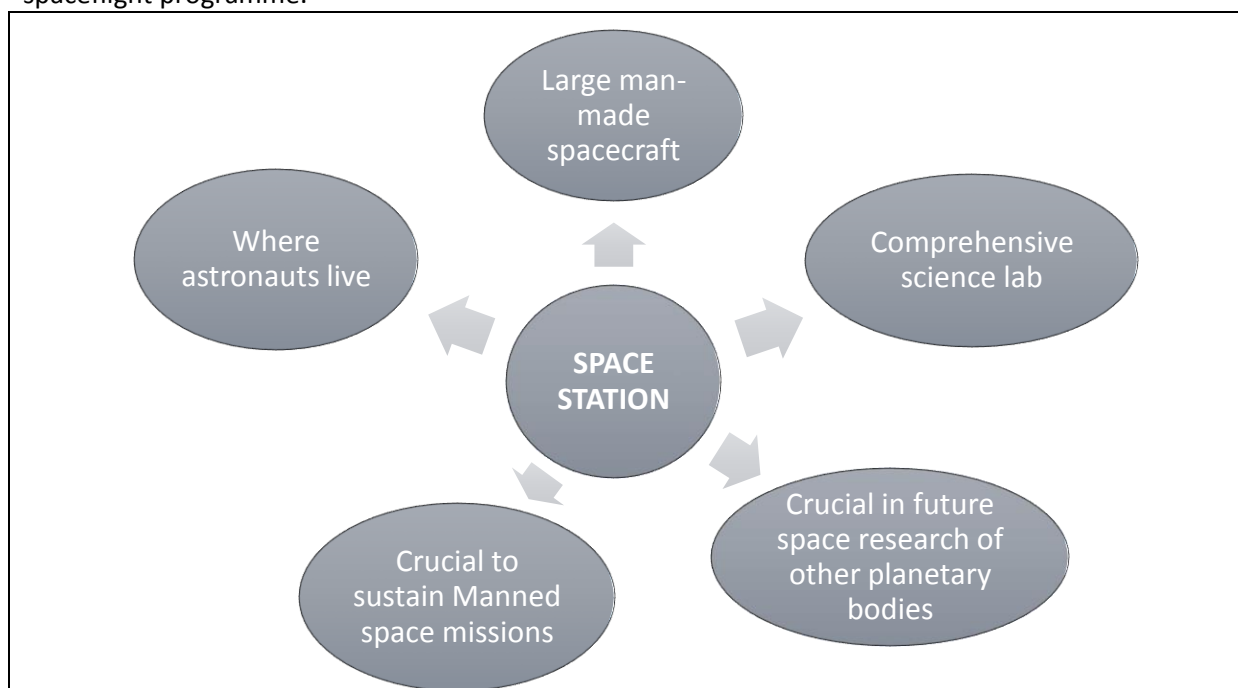 spaceflight programme.
Large man-
made
spacecraft
Where
astronauts live
Comprehensive
science lab
SPACE
STATION
Crucial to
sustain Manned
space missions
Crucial in future
space research of
other planetary
bodies